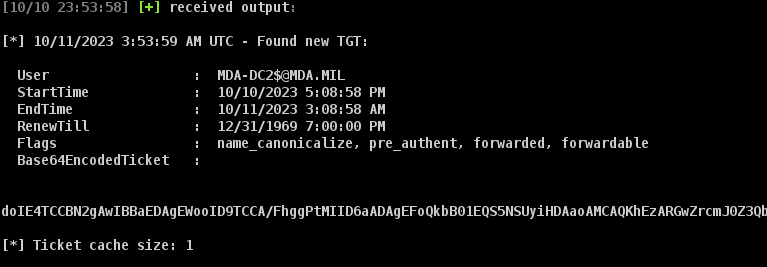 [10/10 23:53:58] [+] received output:
[*] 10/11/2023 3:53:59 AM UTC - Found new TGT:
User : MDA-DC2$@MDA.MIL
StartTime : 10/10/2023 5:08:58 PM
EndTime : 10/11/2023 3:08:58 AM
RenewTill : 12/31/1969 7:00:00 PM
Flags : name_canonicalize, pre_authent, forwarded, forwardable
Base64EncodedTicket :
doIE4TCCBN2gAwIBBaEDAgEWooID9TCCA/FhggPtMIID6aADAgEFoQkbB01EQS5NSUyiHDAaoAMCAQKhEzARGwZrcmJ0Z3Qb
[*] Ticket cache size: 1